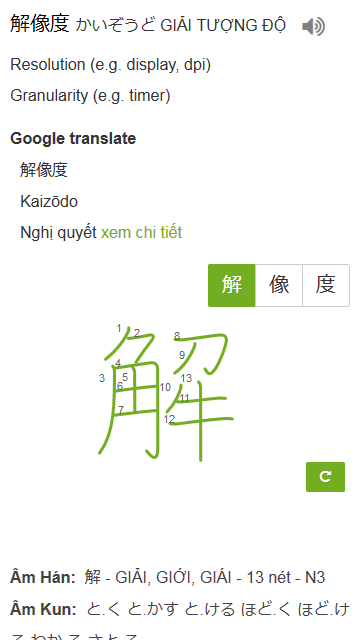 解像度 かいぞうど GIẢI TƯỢNG ĐỘ
Resolution (e.g. display, dpi)
Granularity (e.g. timer)
Google translate
解像度
Kaizōdo
Nghị quyết xem chi tiết
解 像 度
1 2 3 4 5 6 7 8 9 10 11 12 13
解
Âm Hán: 解 - GIẢI, GIỚI, GIÁI - 13 nét - N3
Âm Kun: と.く と.かす と.ける ほど.く ほど.け